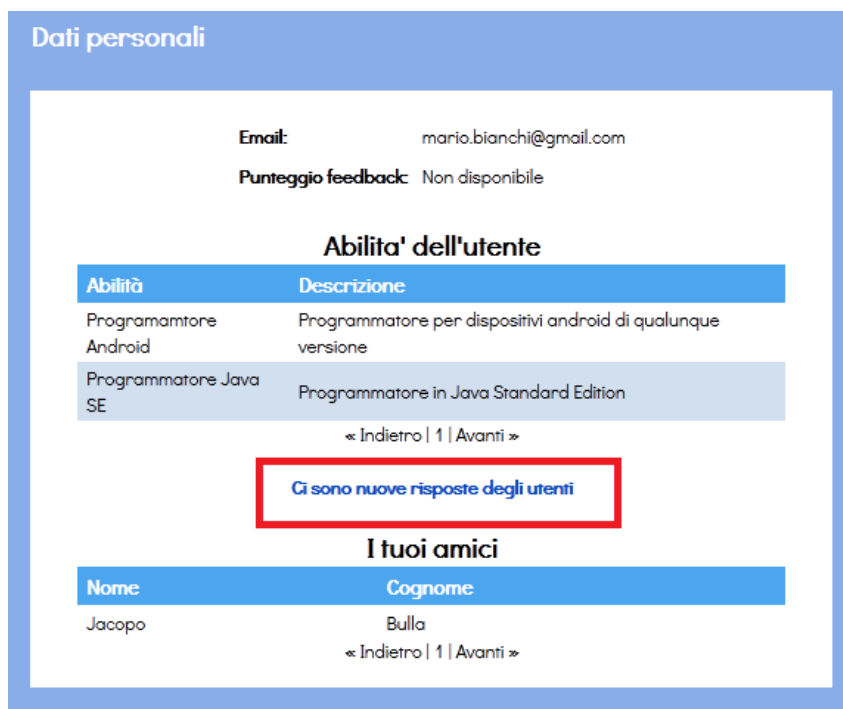 Dati personali
Email: mario.bianchi@gmail.com
Punteggio feedback: Non disponibile
Abilita' dell'utente
Abilità Descrizione
Programamtore Android Programmatore per dispositivi android di qualunque versione
Programmatore Java SE Programmatore in Java Standard Edition
« Indietro | 1 | Avanti »
Ci sono nuove risposte degli utenti
I tuoi amici
Nome Cognome
Jacopo Bulla
« Indietro | 1 | Avanti »